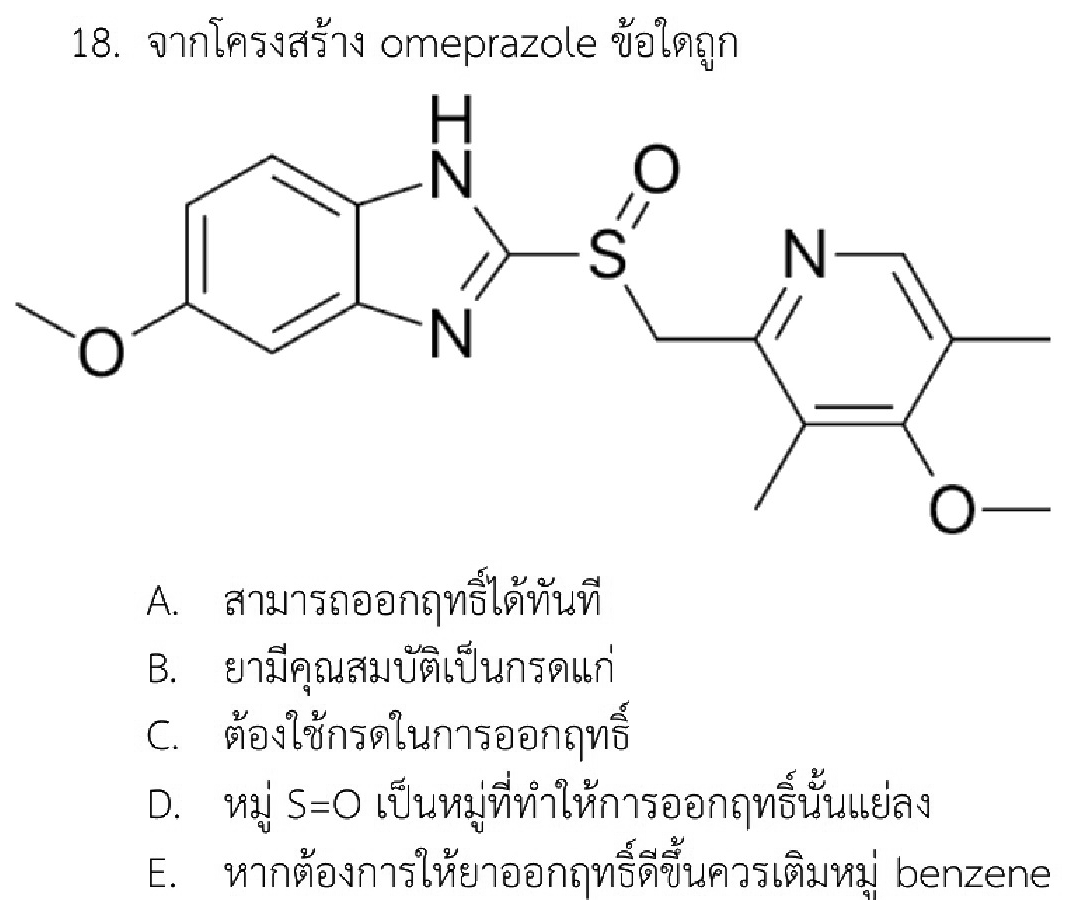 18. จากโครงสร้าง omeprazole ข้อใดถูก
H
N
O
S
N
N
O
O
A. สามารถออกฤทธิ์ได้ทันที
B. ยามีคุณสมบัติเป็นกรดแก่
C. ต้องใช้กรดในการออกฤทธิ์
D. หมู่ S=O เป็นหมู่ที่ทำให้การออกฤทธิ์นั้นแย่ลง
E. หากต้องการให้ยาออกฤทธิ์ดีขึ้นควรเติมหมู่ benzene